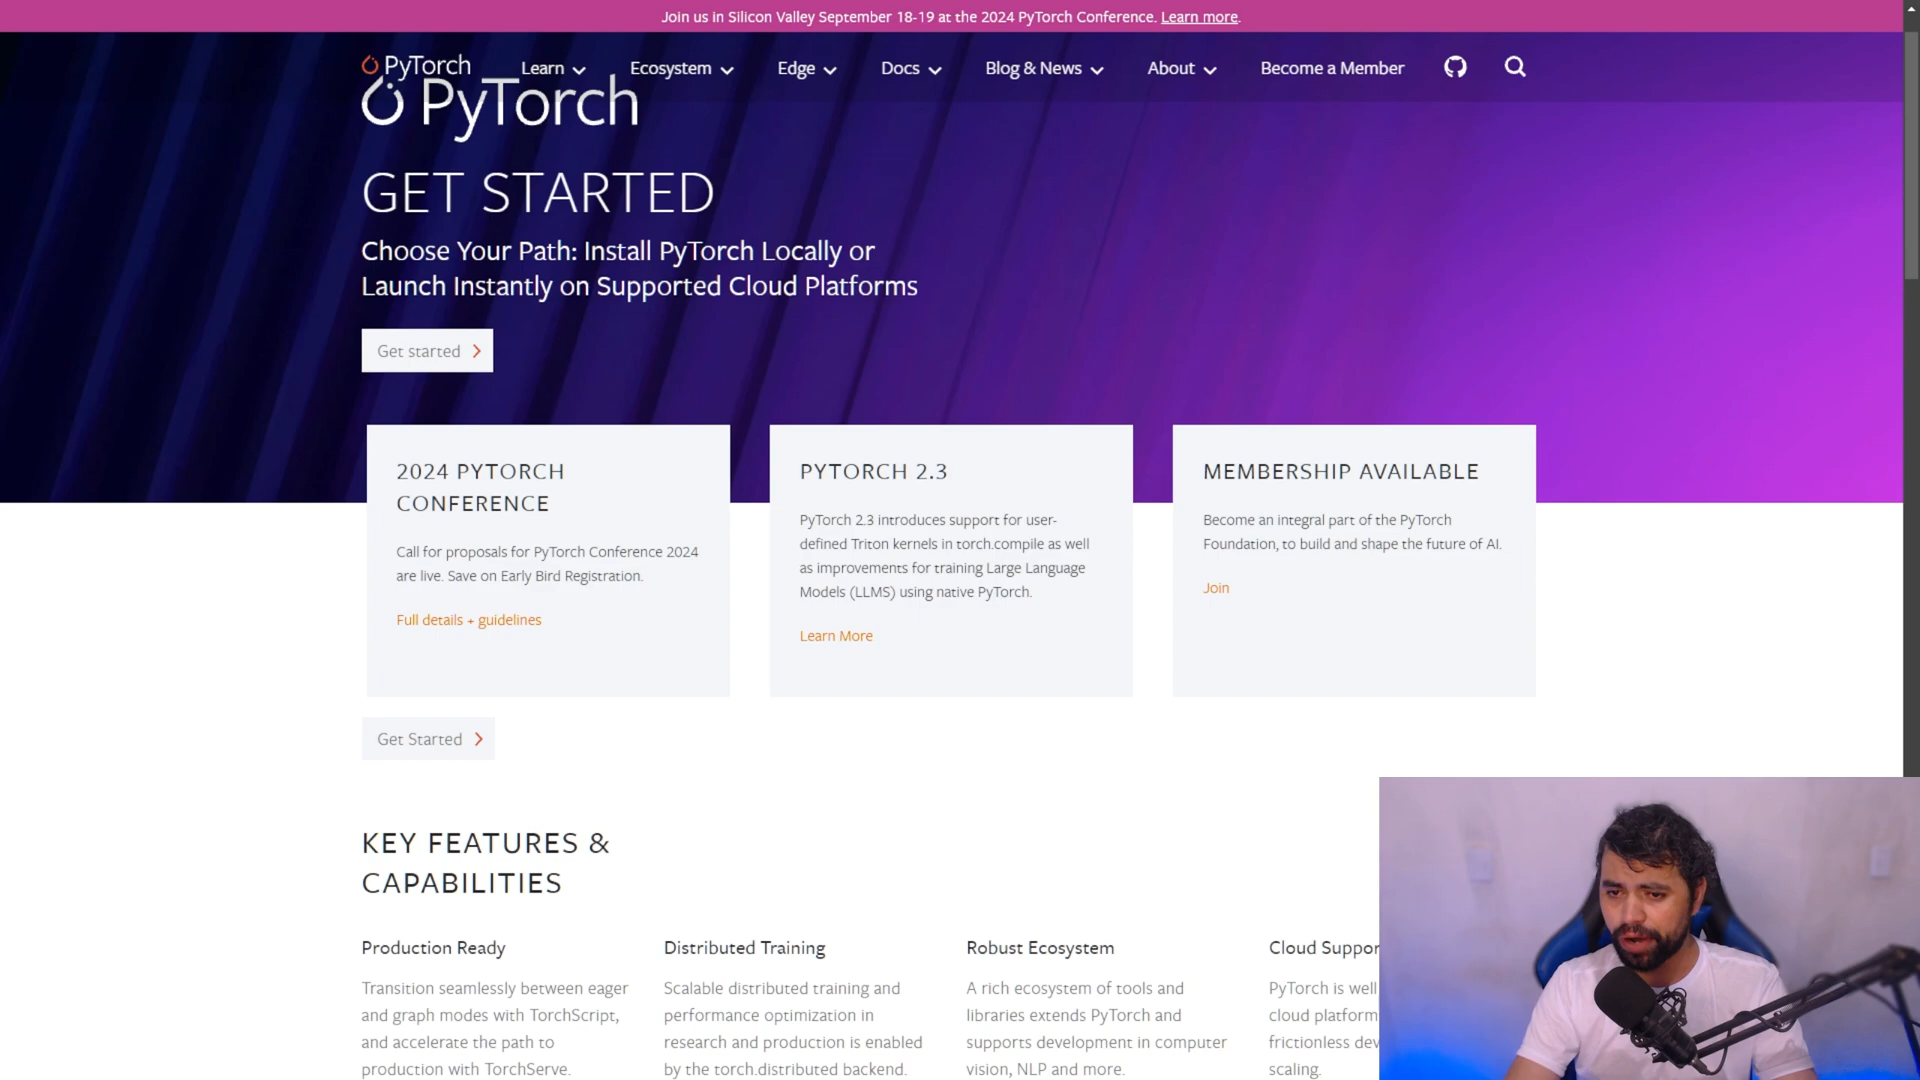 Join us in Silicon Valley September 18-19 at the 2024 PyTorch Conference. Learn more.
PyTorch
Learn
Ecosystem
Edge
Docs
Blog & News
About
Become a Member
PyTorch
GET STARTED
Choose Your Path: Install PyTorch Locally or
Launch Instantly on Supported Cloud Platforms
Get started
2024 PYTORCH
CONFERENCE
Call for proposals for PyTorch Conference 2024
are live. Save on Early Bird Registration.
Full details + guidelines
PYTORCH 2.3
PyTorch 2.3 introduces support for user-
defined Triton kernels in torch.compile as well
as improvements for training Large Language
Models (LLMS) using native PyTorch.
Learn More
MEMBERSHIP AVAILABLE
Become an integral part of the PyTorch
Foundation, to build and shape the future of AI.
Join
Get Started
KEY FEATURES &
CAPABILITIES
Production Ready
Transition seamlessly between eager
and graph modes with TorchScript,
and accelerate the path to
production with TorchServe.
Distributed Training
Scalable distributed training and
performance optimization in
research and production is enabled
by the torch.distributed backend.
Robust Ecosystem
A rich ecosystem of tools and
libraries extends PyTorch and
supports development in computer
vision, NLP and more.
Cloud Suppor
PyTorch is well
cloud platform
frictionless dev
scaling.